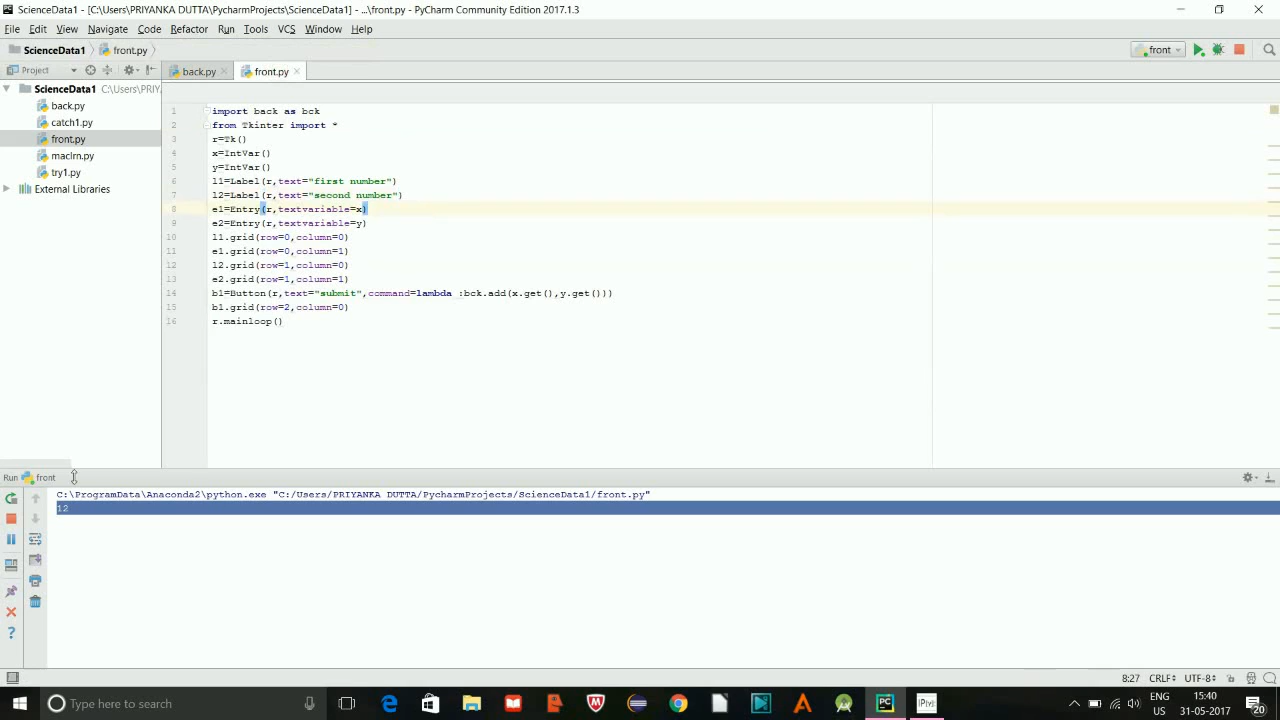 ScienceData1 - [C:\Users\PRIYANKA DUTTA\PycharmProjects\ScienceData1] - ...\front.py - PyCharm Community Edition 2017.1.3
File Edit View Navigate Code Refactor Run Tools VCS Window Help
ScienceData1 front.py front
Project back.py front.py
ScienceData1 C:\Users\PRIY
back.py
catch1.py
front.py
maclrn.py
try1.py
External Libraries
1 import back as bck
2 from Tkinter import *
3 r=Tk()
4 x=IntVar()
5 y=IntVar()
6 l1=Label(r,text="first number")
7 l2=Label(r,text="second number")
8 e1=Entry(r,textvariable=x)
9 e2=Entry(r,textvariable=y)
10 l1.grid(row=0,column=0)
11 e1.grid(row=0,column=1)
12 l2.grid(row=1,column=0)
13 e2.grid(row=1,column=1)
14 b1=Button(r,text="submit",command=lambda :bck.add(x.get(),y.get()))
15 b1.grid(row=2,column=0)
16 r.mainloop()
Run front
C:\ProgramData\Anaconda2\python.exe "C:/Users/PRIYANKA DUTTA/PycharmProjects/ScienceData1/front.py"
12
8:27 CRLF UTF-8
Type here to search
ENG
US
15:40
31-05-2017
20